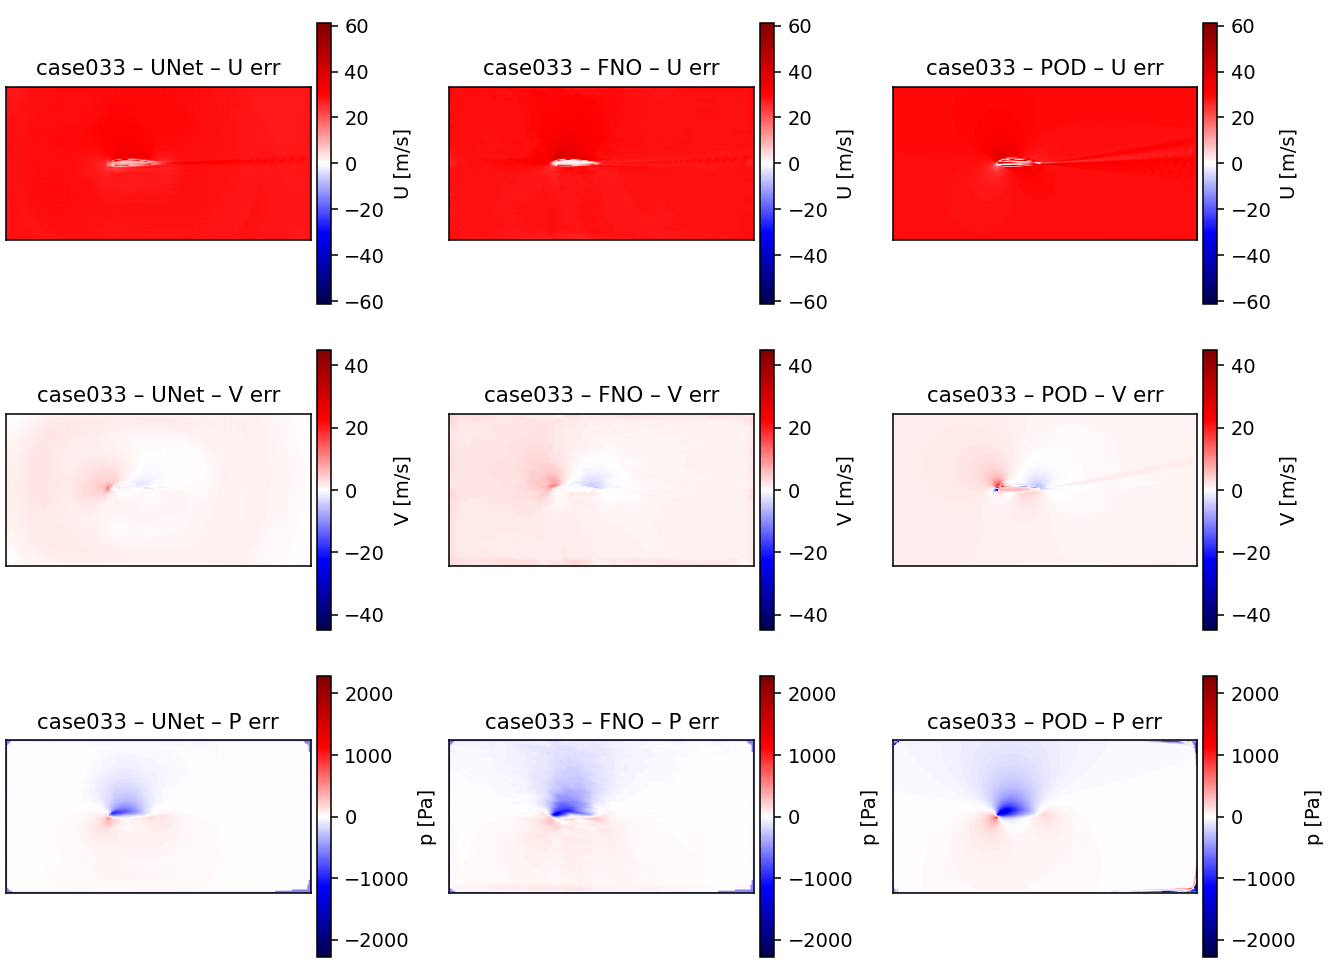 case033 – UNet – U err
60
40
20
0
−20
−40
−60
U [m/s]
case033 – FNO – U err
60
40
20
0
−20
−40
−60
U [m/s]
case033 – POD – U err
60
40
20
0
−20
−40
−60
U [m/s]
case033 – UNet – V err
40
20
0
−20
−40
V [m/s]
case033 – FNO – V err
40
20
0
−20
−40
V [m/s]
case033 – POD – V err
40
20
0
−20
−40
V [m/s]
case033 – UNet – P err
2000
1000
0
−1000
−2000
p [Pa]
case033 – FNO – P err
2000
1000
0
−1000
−2000
p [Pa]
case033 – POD – P err
2000
1000
0
−1000
−2000
p [Pa]